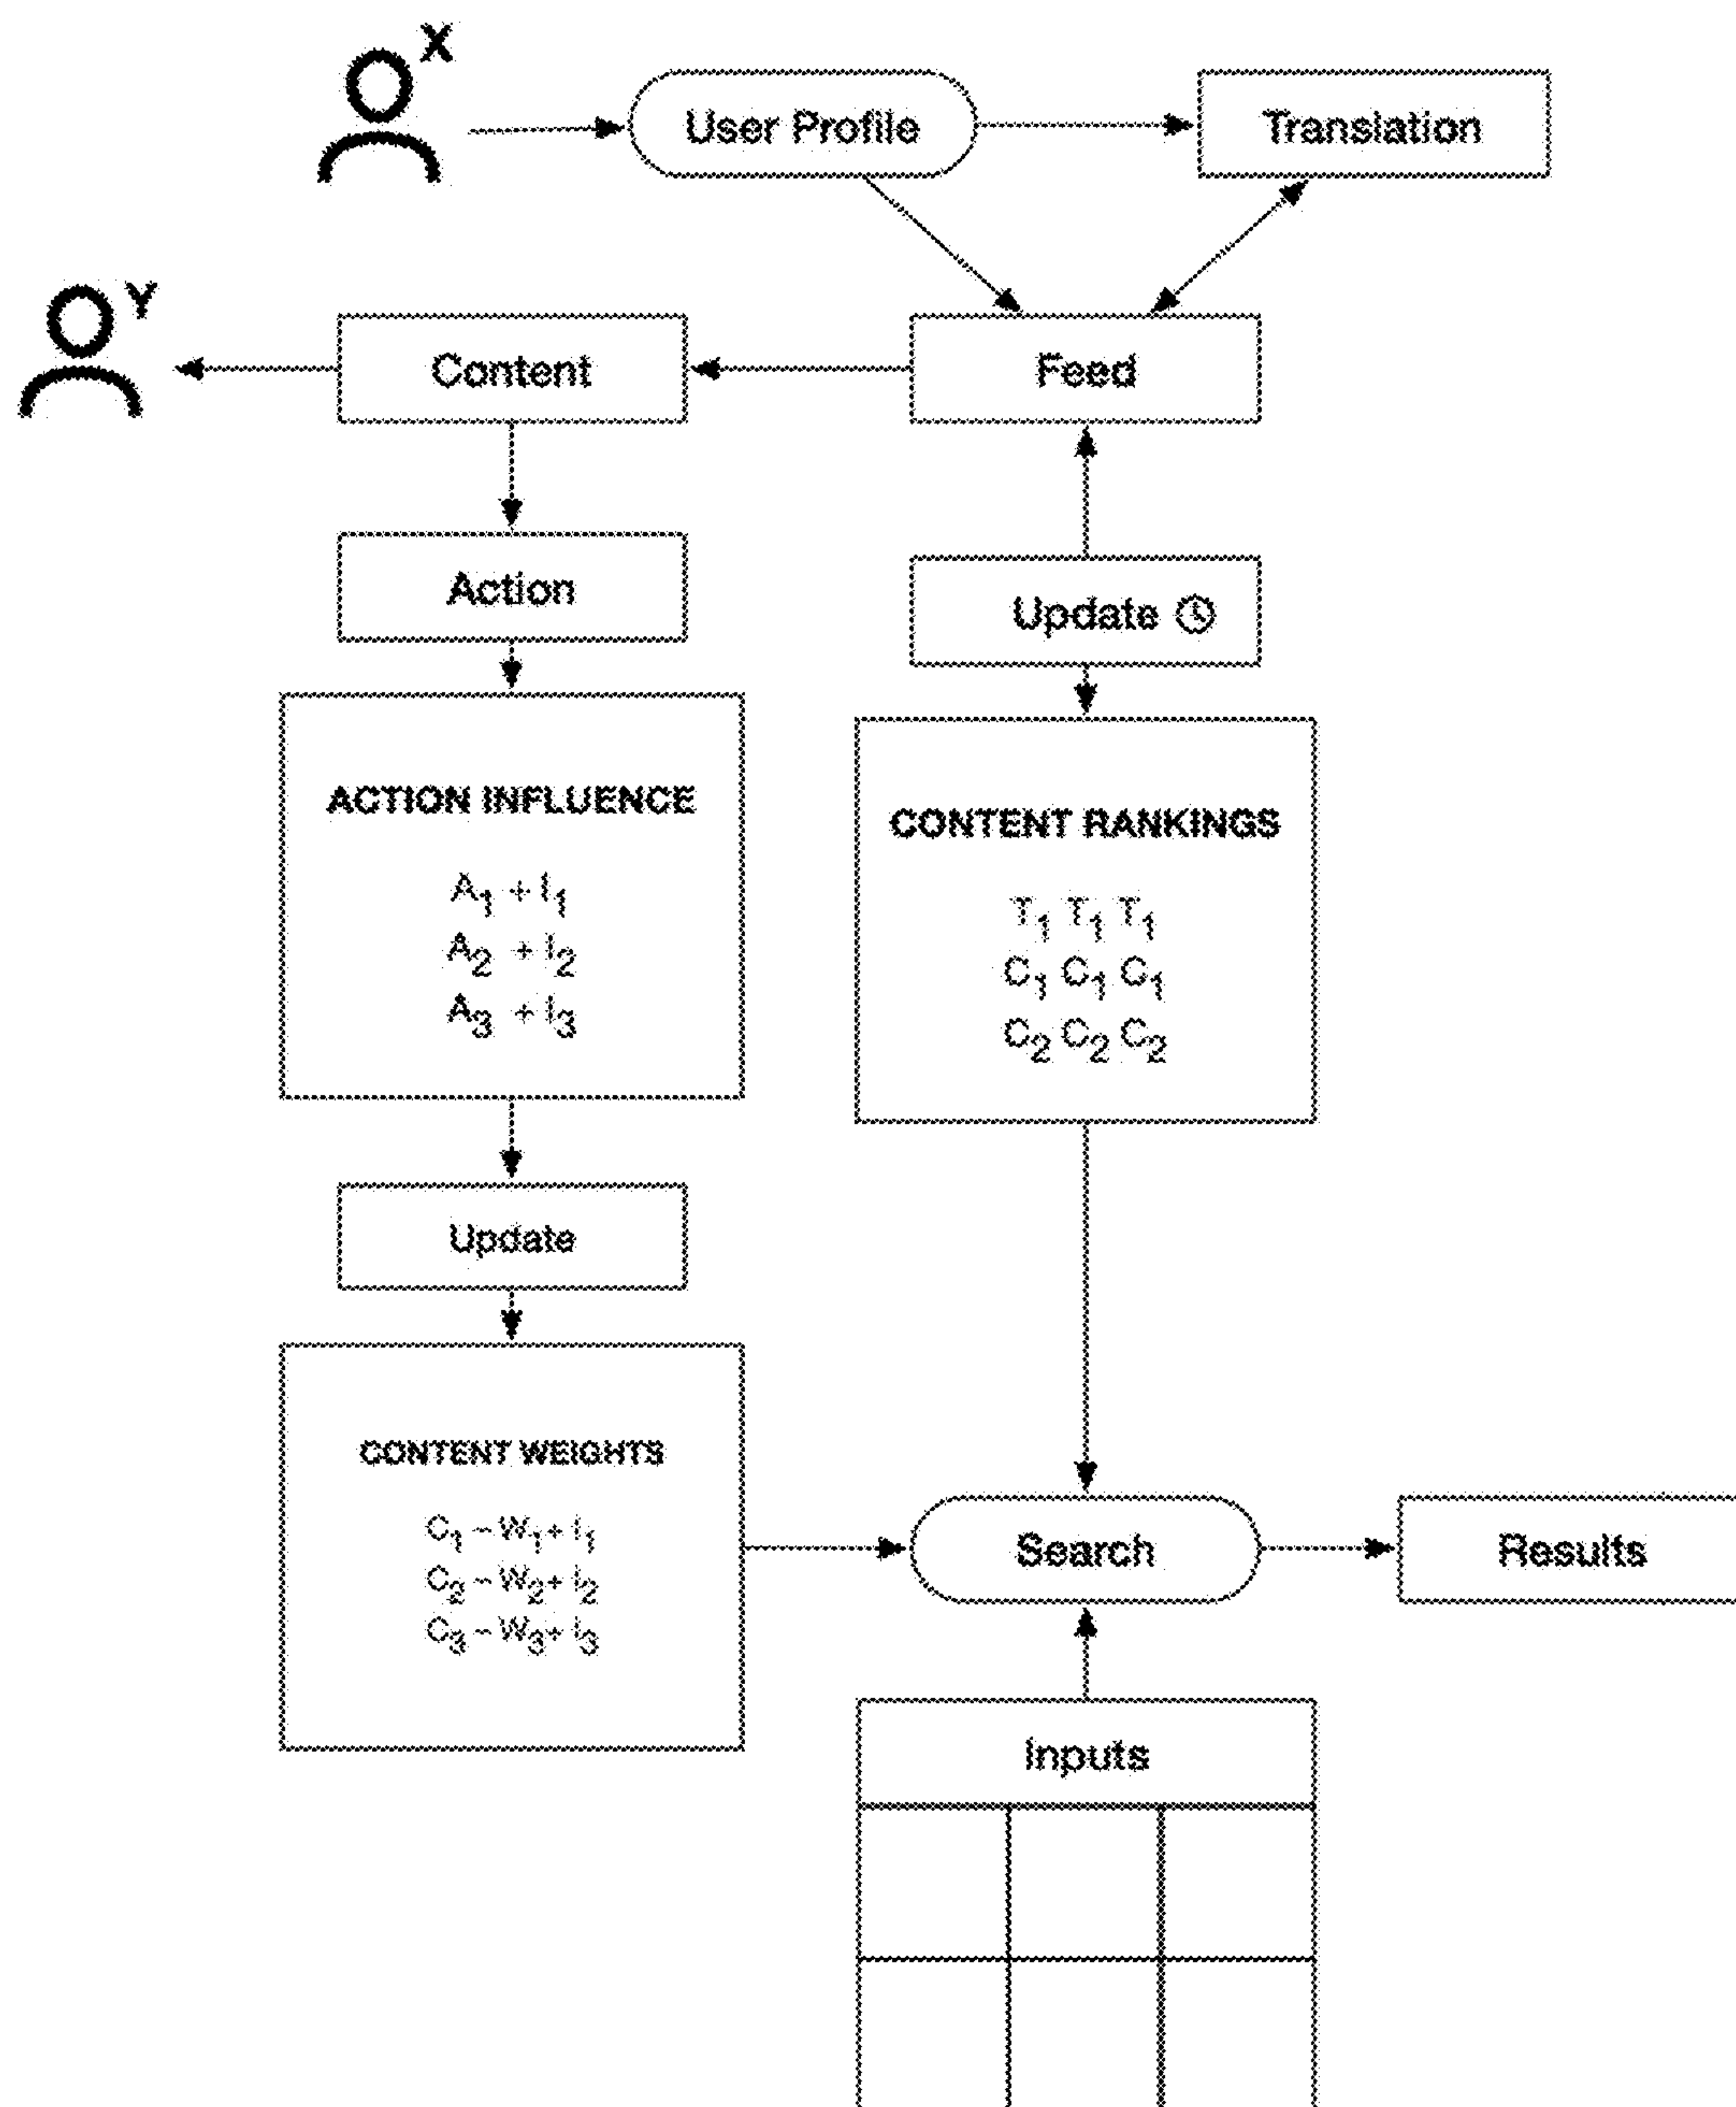 X
User Profile
Translation
Y
Content
Feed
Action
Update
ACTION INFLUENCE
A₁ + I₁
A₂ + I₂
A₃ + I₃
CONTENT RANKINGS
T₁ T₁ T₁
C₁ C₁ C₁
C₂ C₂ C₂
Update
CONTENT WEIGHTS
C₁ – W₁ + I₁
C₂ – W₂ + I₂
C₃ – W₃ + I₃
Search
Results
Inputs